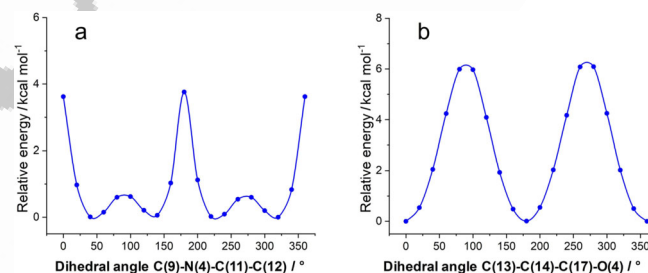 a
Relative energy / kcal mol⁻¹
6
4
2
0
0 50 100 150 200 250 300 350
Dihedral angle C(9)-N(4)-C(11)-C(12) / °
b
Relative energy / kcal mol⁻¹
8
6
4
2
0
0 50 100 150 200 250 300 350
Dihedral angle C(13)-C(14)-C(17)-O(4) / °